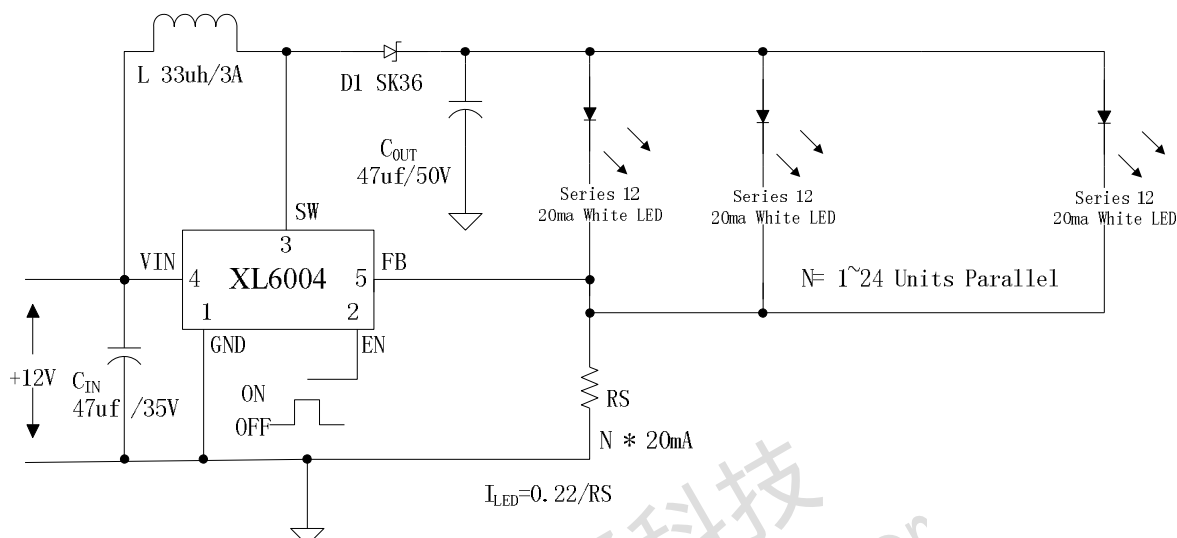 L 33uh/3A
D1 SK36
COUT
47uf/50V
Series 12
20ma White LED
Series 12
20ma White LED
Series 12
20ma White LED
SW
3
VIN
4
XL6004
5
FB
1
2
GND
EN
N= 1~24 Units Parallel
+12V
CIN
47uf /35V
ON
OFF
RS
N * 20mA
ILED=0.22/RS
科技